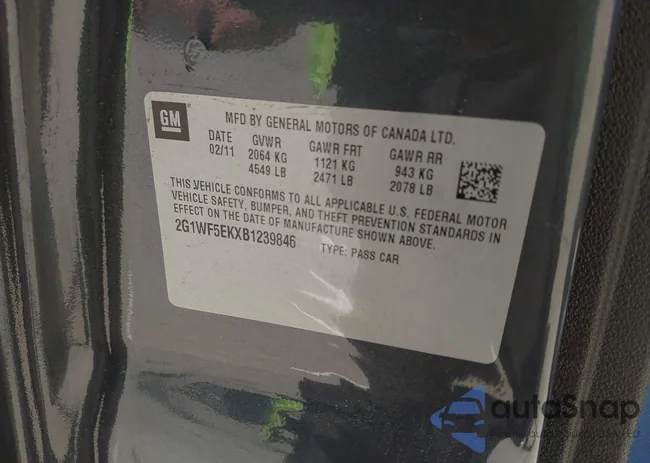 GM
MFD BY GENERAL MOTORS OF CANADA LTD.
DATE GVWR GAWR FRT GAWR RR
02/11 2064 KG 1121 KG 943 KG
4549 LB 2471 LB 2078 LB
THIS VEHICLE CONFORMS TO ALL APPLICABLE U.S. FEDERAL MOTOR
VEHICLE SAFETY, BUMPER, AND THEFT PREVENTION STANDARDS IN
EFFECT ON THE DATE OF MANUFACTURE SHOWN ABOVE.
2G1WF5EKXB1239846 TYPE: PASS CAR
autoSnap